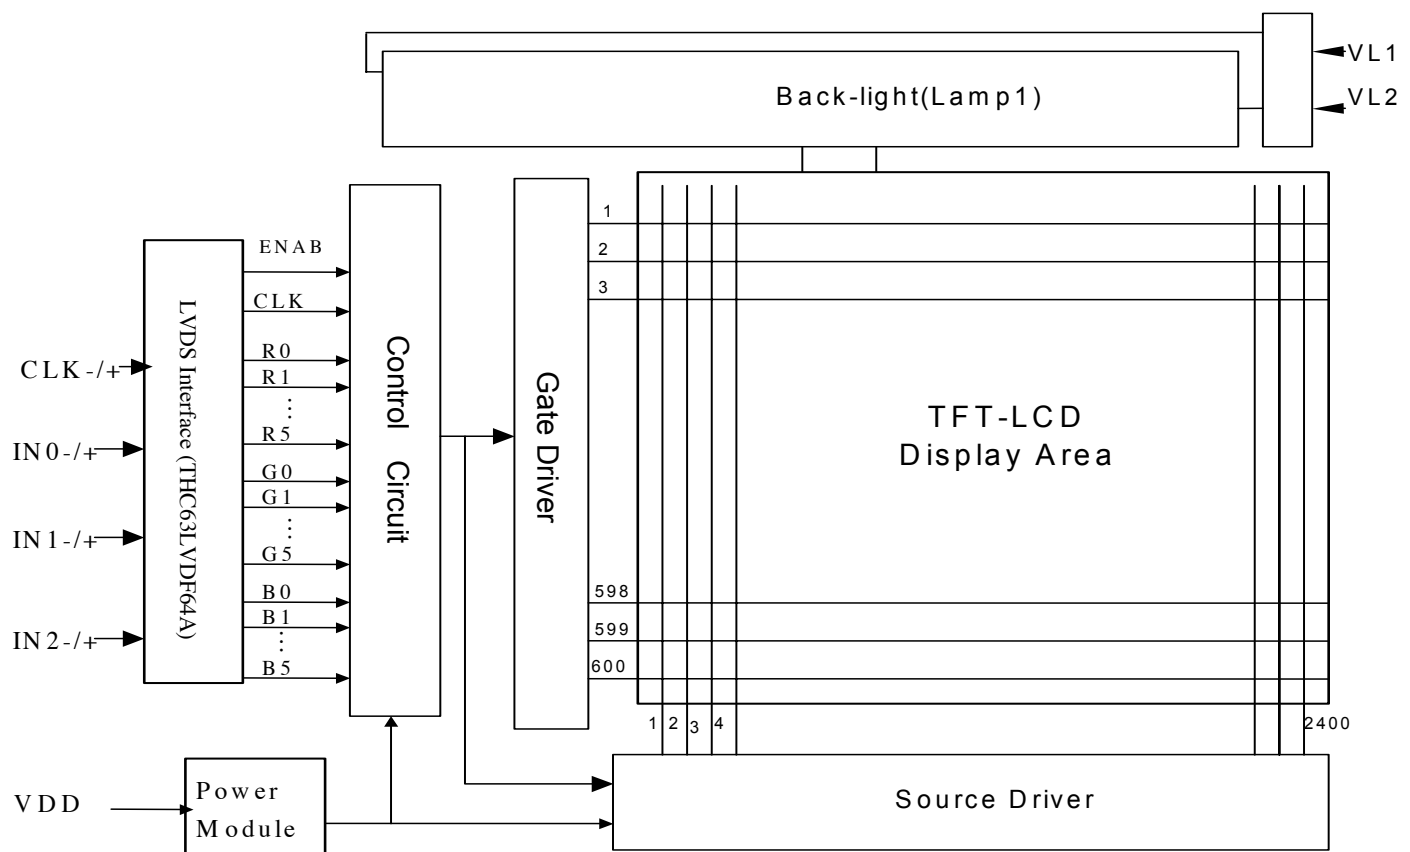 VL1
Back-light(Lamp1)
VL2
1
2
3
ENAB
CLK
R0
R1
...
R5
G0
G1
...
G5
B0
B1
...
B5
CLK-/+
IN0-/+
IN1-/+
IN2-/+
LVDS Interface (THC63LVDF64A)
Control Circuit
Gate Driver
TFT-LCD
Display Area
598
599
600
1
2
3
4
2400
VDD
Power
Module
Source Driver